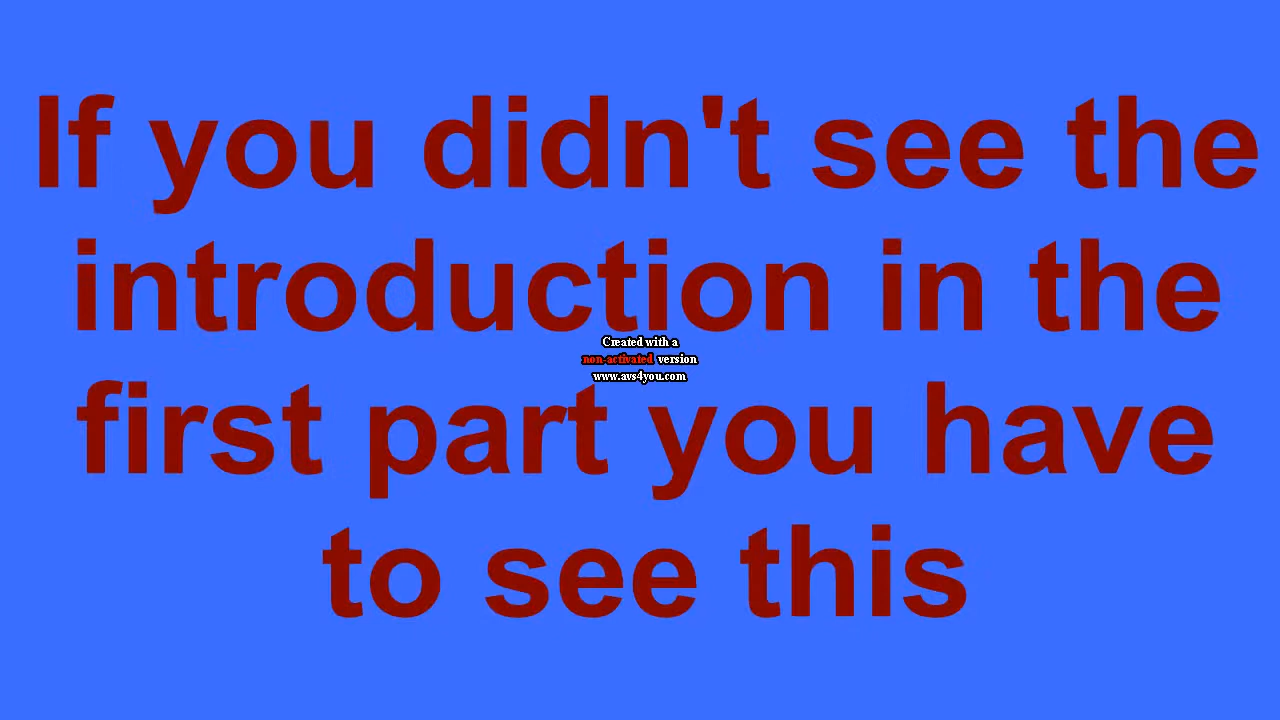 If you didn't see the
introduction in the
Created with a
non-activated version
www.avs4you.com
first part you have
to see this